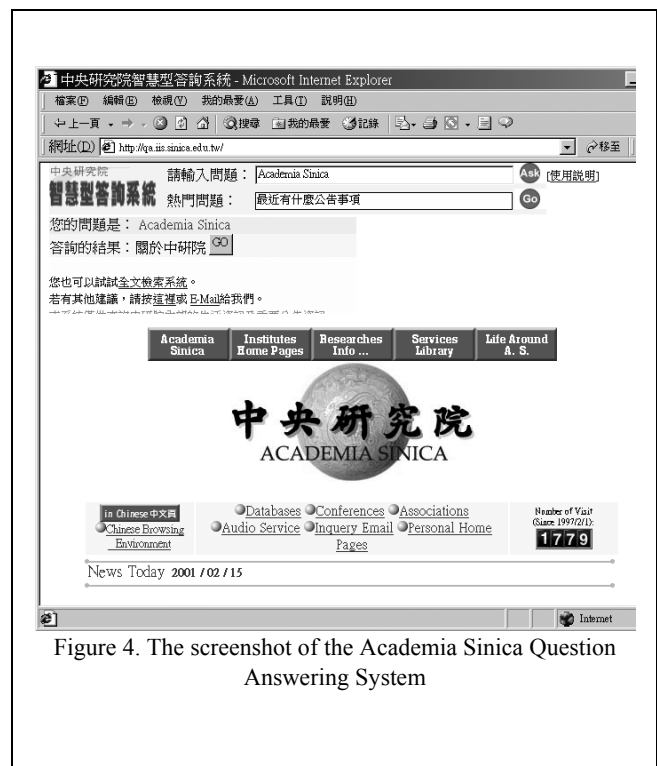 中央研究院智慧型答詢系統 - Microsoft Internet Explorer
檔案(F) 編輯(E) 檢視(V) 我的最愛(A) 工具(T) 說明(H)
上一頁 搜尋 我的最愛 記錄
網址(D) http://qa.iis.sinica.edu.tw/ 移至
中央研究院
智慧型答詢系統
請輸入問題： Academia Sinica Ask [使用說明]
熱門問題： 最近有什麼公告事項 Go
您的問題是： Academia Sinica
答詢的結果：關於中研院 GO
您也可以試試全文檢索系統。
若有其他建議，請按這裡或 E-Mail給我們。
Academia Sinica
Institutes Home Pages
Researches Info ...
Services Library
Life Around A. S.
中央研究院
ACADEMIA SINICA
in Chinese 中文頁
Chinese Browsing
Environment
Databases Conferences Associations
Audio Service Inquery Email Personal Home
Pages
Number of Visit
(Since 1997/2/1):
1779
News Today 2001 / 02 / 15
Internet
Figure 4. The screenshot of the Academia Sinica Question
Answering System